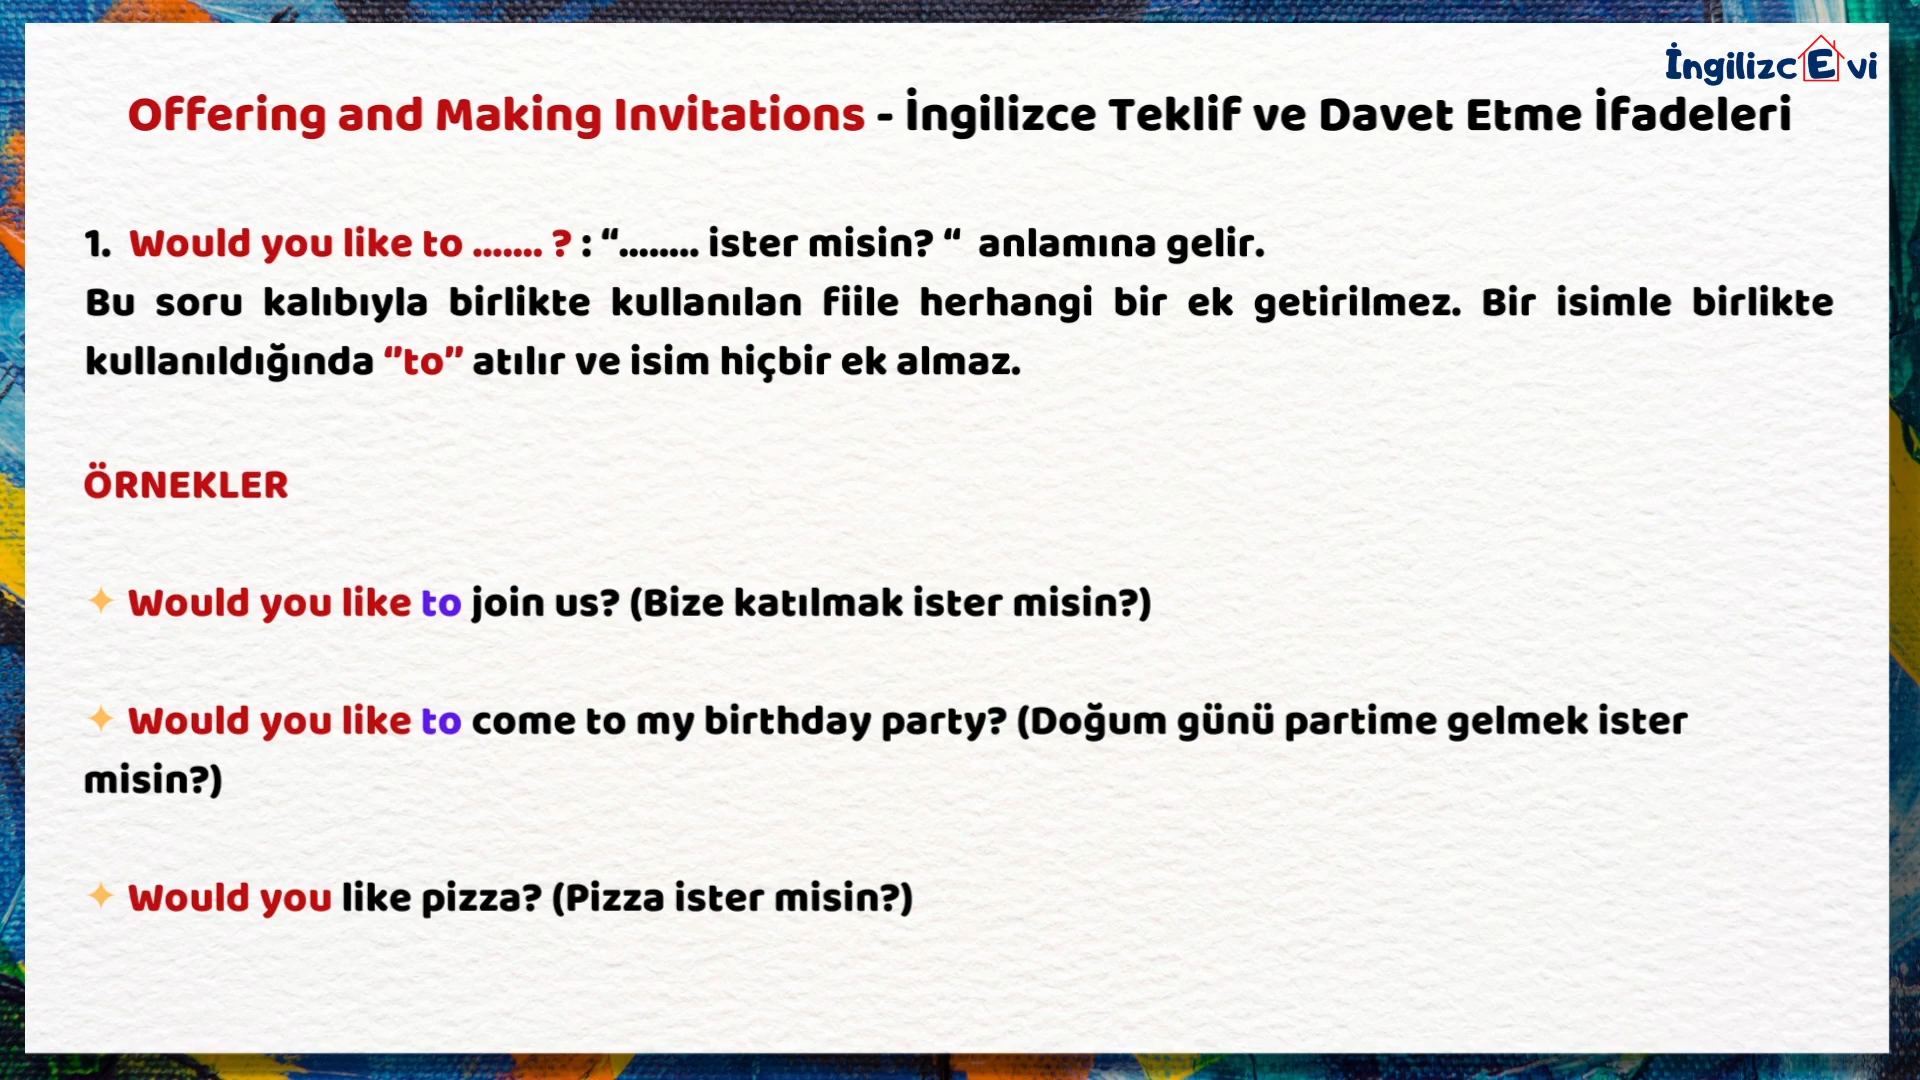 İngilizcEvi
Offering and Making Invitations - İngilizce Teklif ve Davet Etme İfadeleri
1. Would you like to ....... ? : “........ ister misin? “ anlamına gelir.
Bu soru kalıbıyla birlikte kullanılan fiile herhangi bir ek getirilmez. Bir isimle birlikte
kullanıldığında “to” atılır ve isim hiçbir ek almaz.
ÖRNEKLER
✦ Would you like to join us? (Bize katılmak ister misin?)
✦ Would you like to come to my birthday party? (Doğum günü partime gelmek ister
misin?)
✦ Would you like pizza? (Pizza ister misin?)